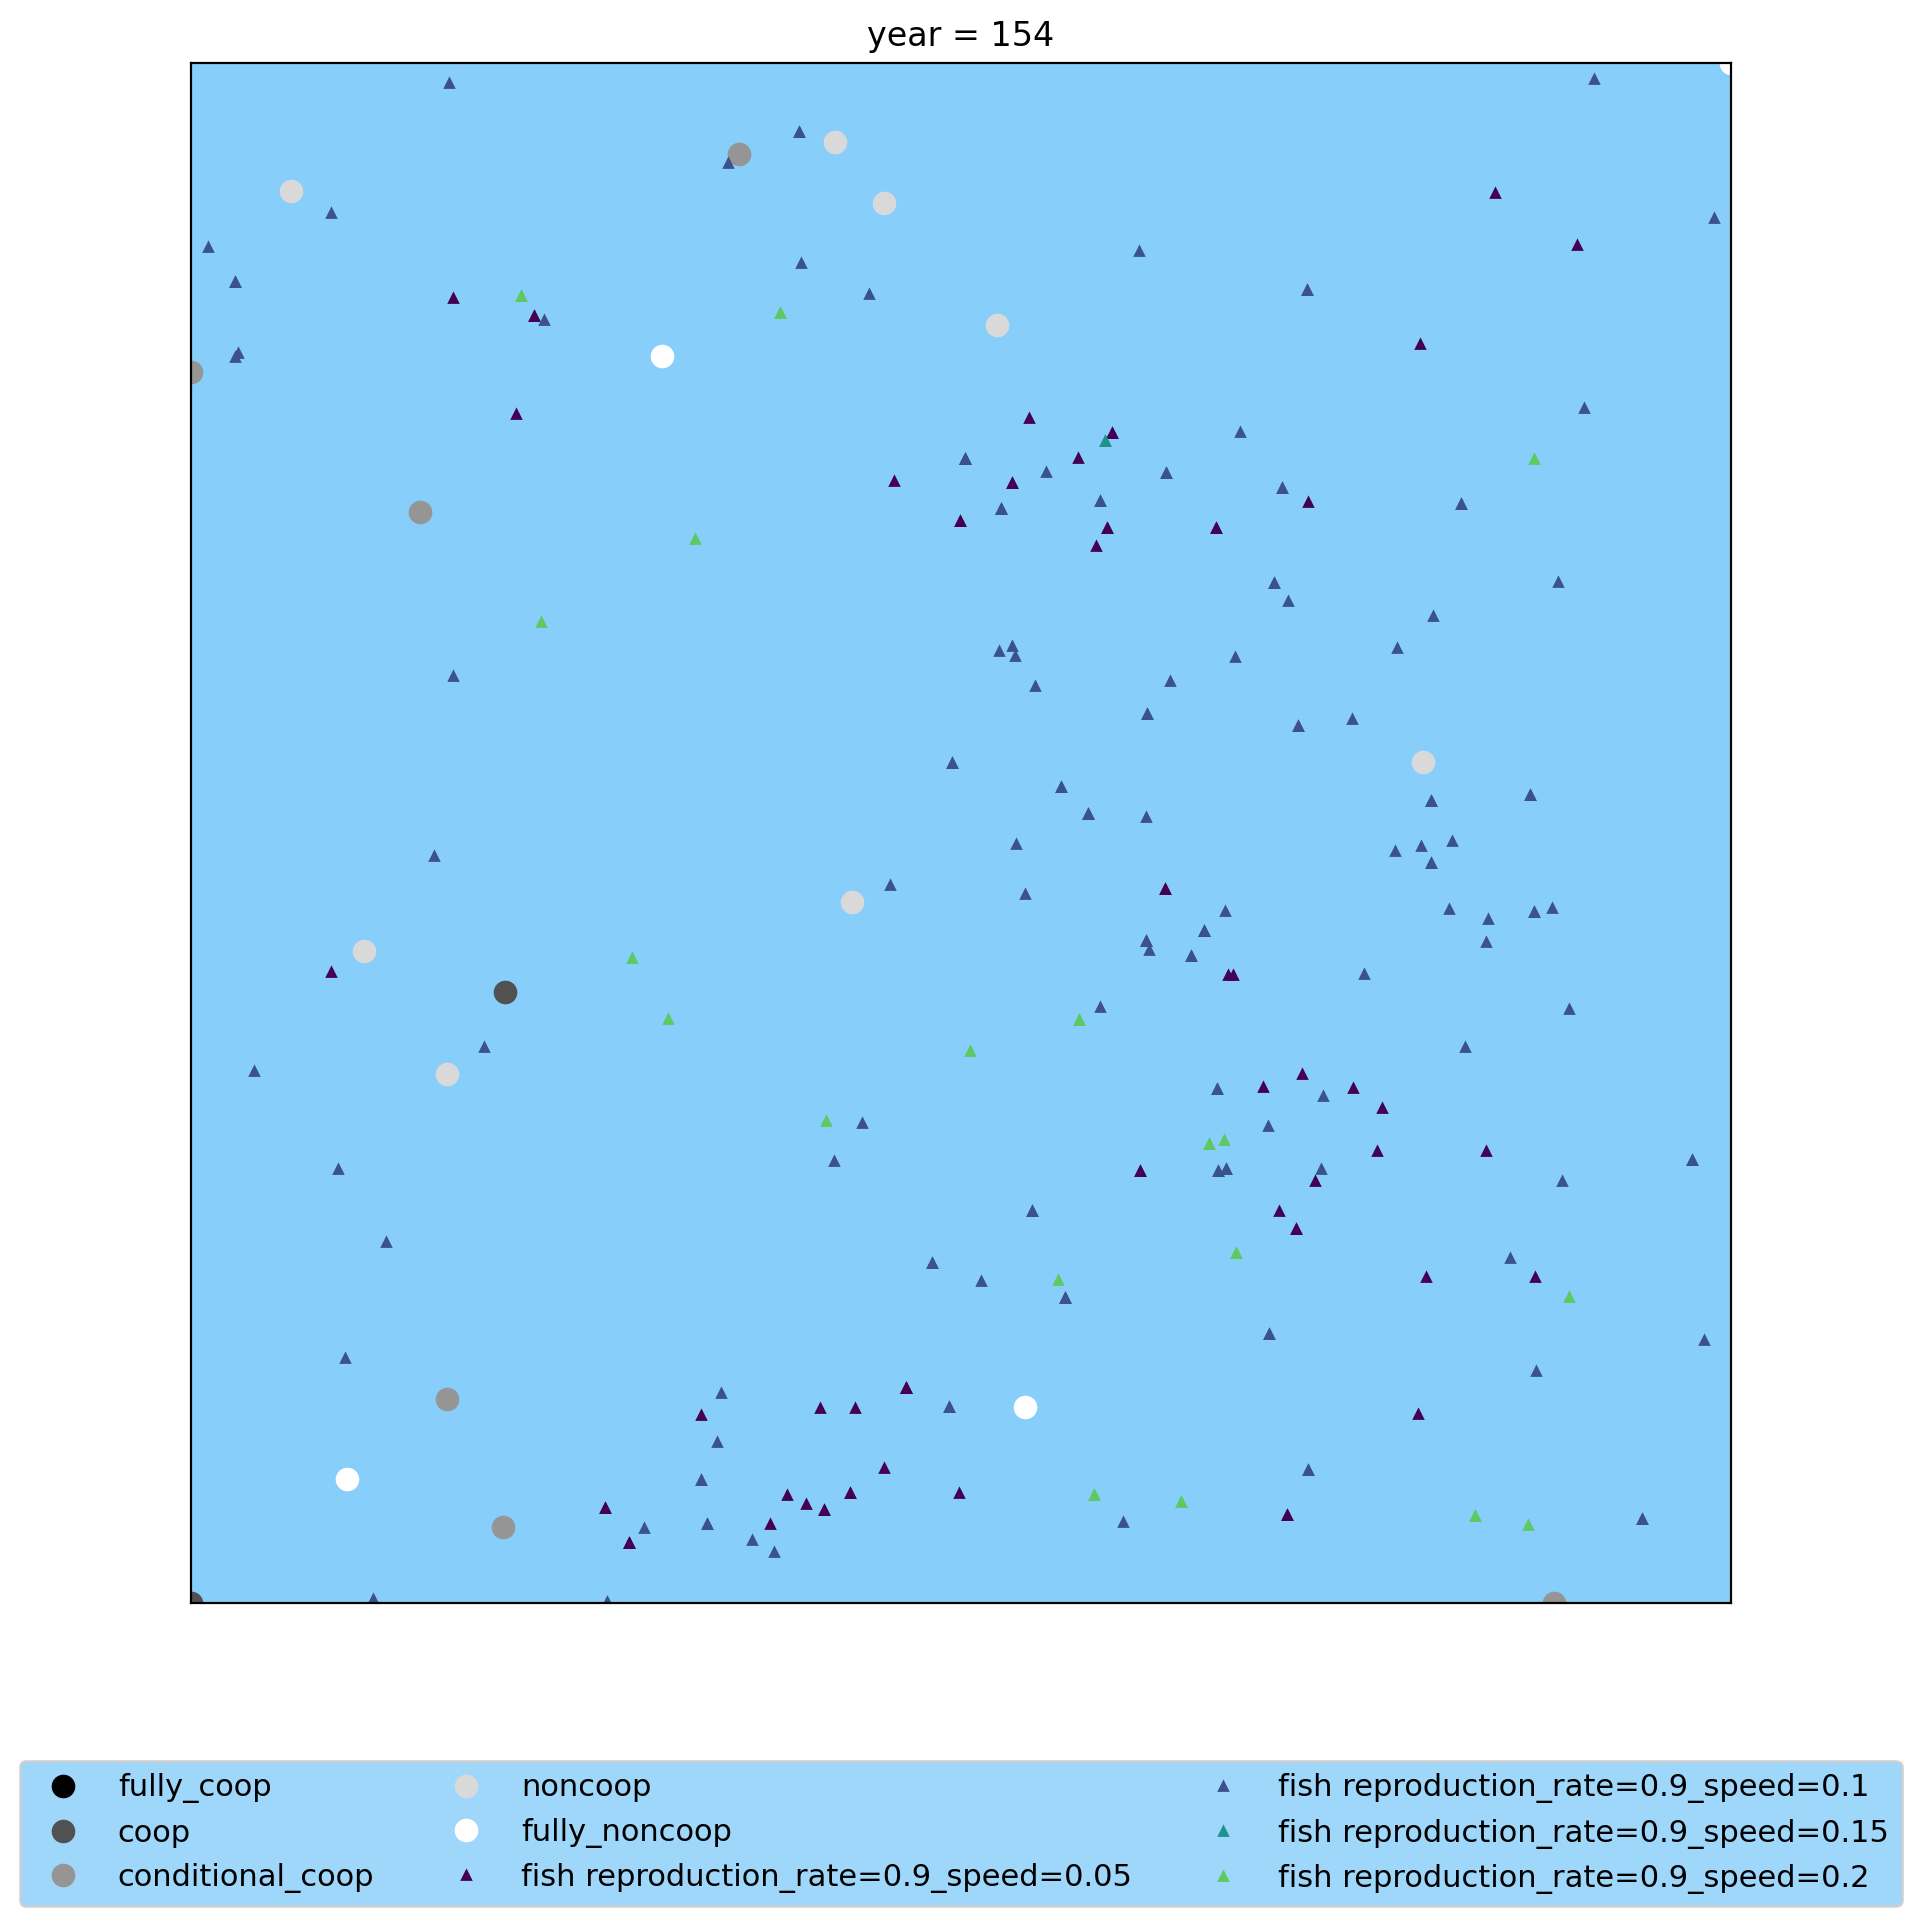 year = 154
fully_coop
coop
conditional_coop
noncoop
fully_noncoop
fish reproduction_rate=0.9_speed=0.05
fish reproduction_rate=0.9_speed=0.1
fish reproduction_rate=0.9_speed=0.15
fish reproduction_rate=0.9_speed=0.2